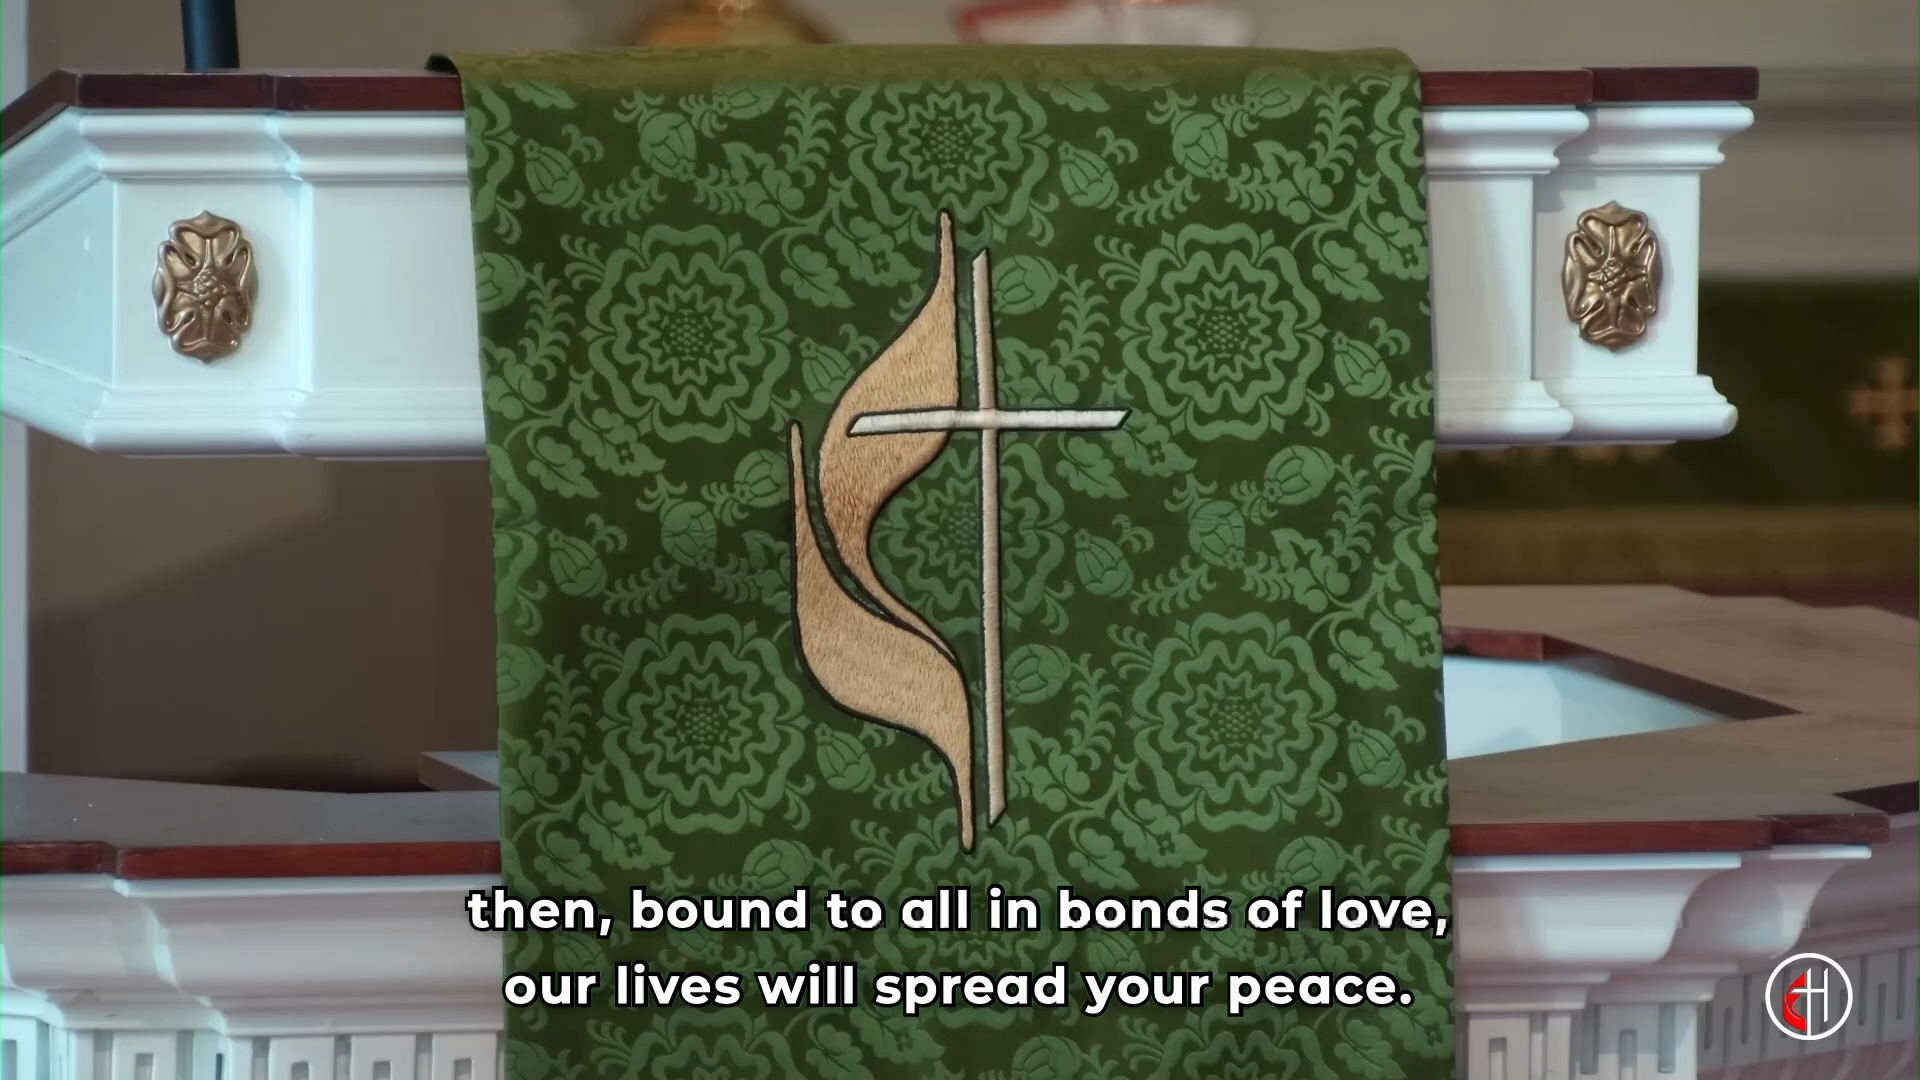 then, bound to all in bonds of love,
our lives will spread your peace.